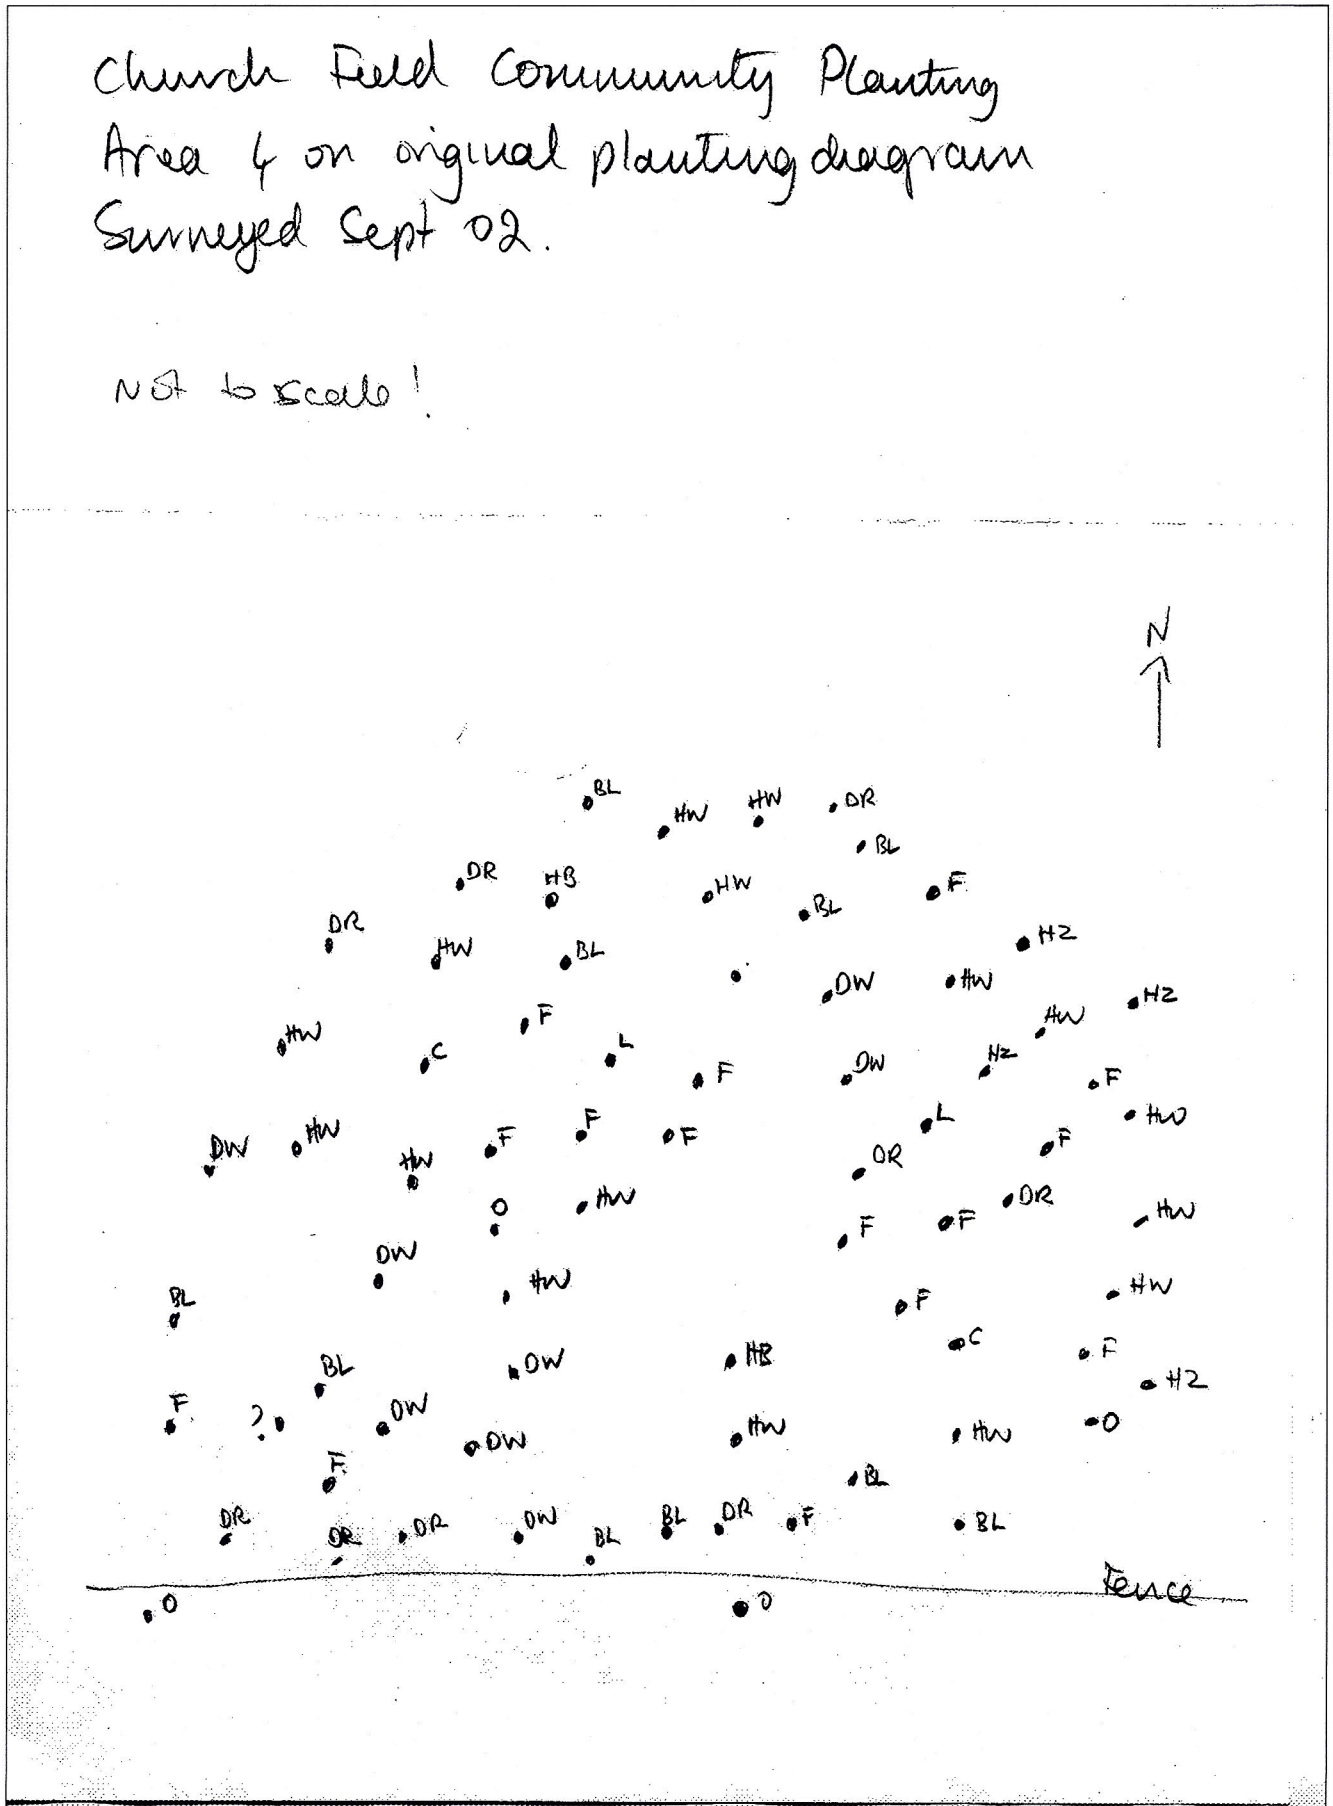 Church Field Community Planting
Area 4 on original planting diagram
Surveyed Sept 02.
Not to scale!
N
BL
HW HW DR
BL
DR HB HW BL F
DR HW BL HZ
DW HW HZ
HW F HW
C L F DW HZ F
HW
DW HW HW F F F L F
DR
O HW DR
F F HW
DW HW
BL F HW
C F
BL DW HB HZ
F ? DW HW HW O
DW
F BL
DR DR DR DW BL BL DR F BL
Fence
O O